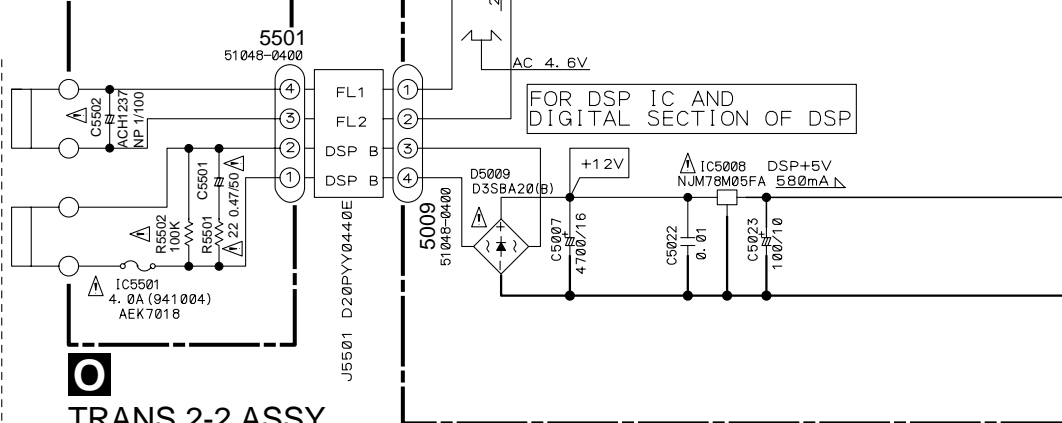 5501
51048-0400
AC 4. 6V
FOR DSP IC AND
DIGITAL SECTION OF DSP
4
3
2
1
FL1
FL2
DSP B
DSP B
1
2
3
4
C5502
ACH1237
NP 1/100
C5501
0.47/50
R5502
100K
R5501
22
IC5501
4. 0A (941004)
AEK7018
J5501 D20PYY0440E
5009
51048-0400
D5009
D3SBA20(B)
+12V
C5007
4700/16
+
C5022
0. 01
IC5008
NJM78M05FA
DSP+5V
580mA
C5023
100/10
+
O
TRANS 2-2 ASSY